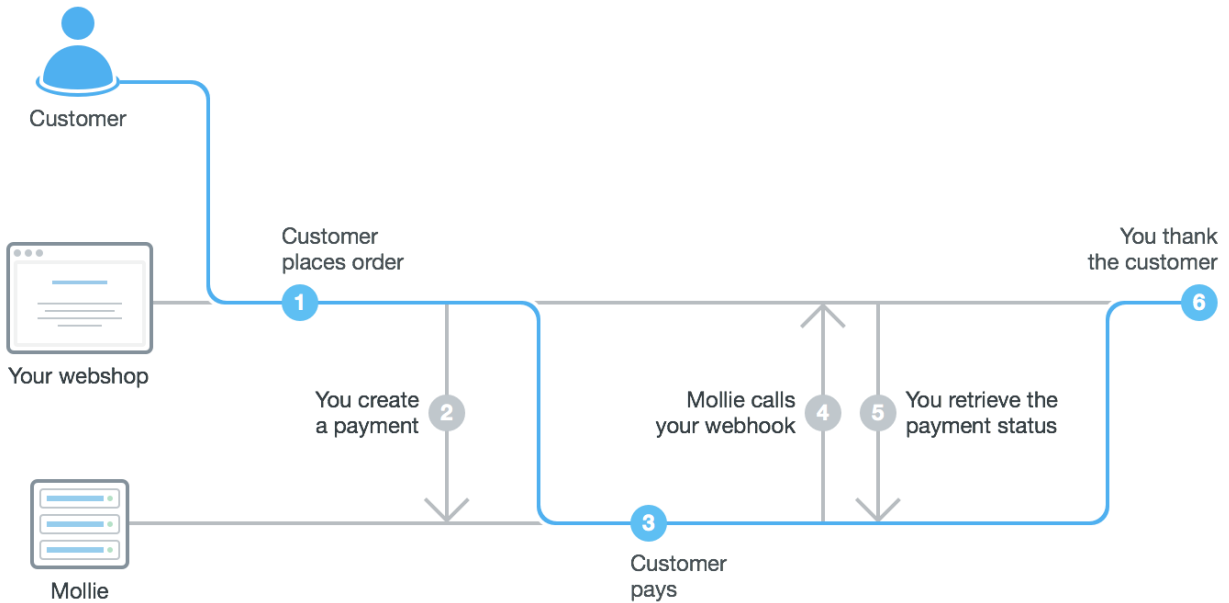 Customer
Customer
places order
You thank
the customer
1
6
Your webshop
You create
a payment
2
Mollie calls
your webhook
4
5
You retrieve the
payment status
3
Customer
pays
Mollie